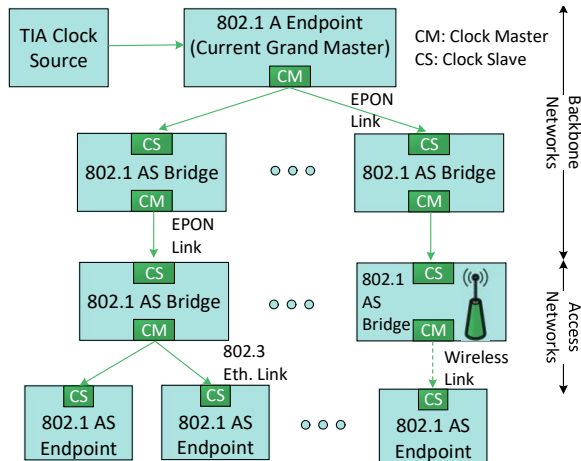 TIA Clock
Source
802.1 A Endpoint
(Current Grand Master)
CM
CM: Clock Master
CS: Clock Slave
EPON
Link
CS
802.1 AS Bridge
CM
CS
802.1 AS Bridge
CM
Backbone
Networks
EPON
Link
CS
802.1 AS Bridge
CM
CS
802.1
AS
Bridge
CM
Access
Networks
802.3
Eth. Link
Wireless
Link
CS
802.1 AS
Endpoint
CS
802.1 AS
Endpoint
CS
802.1 AS
Endpoint